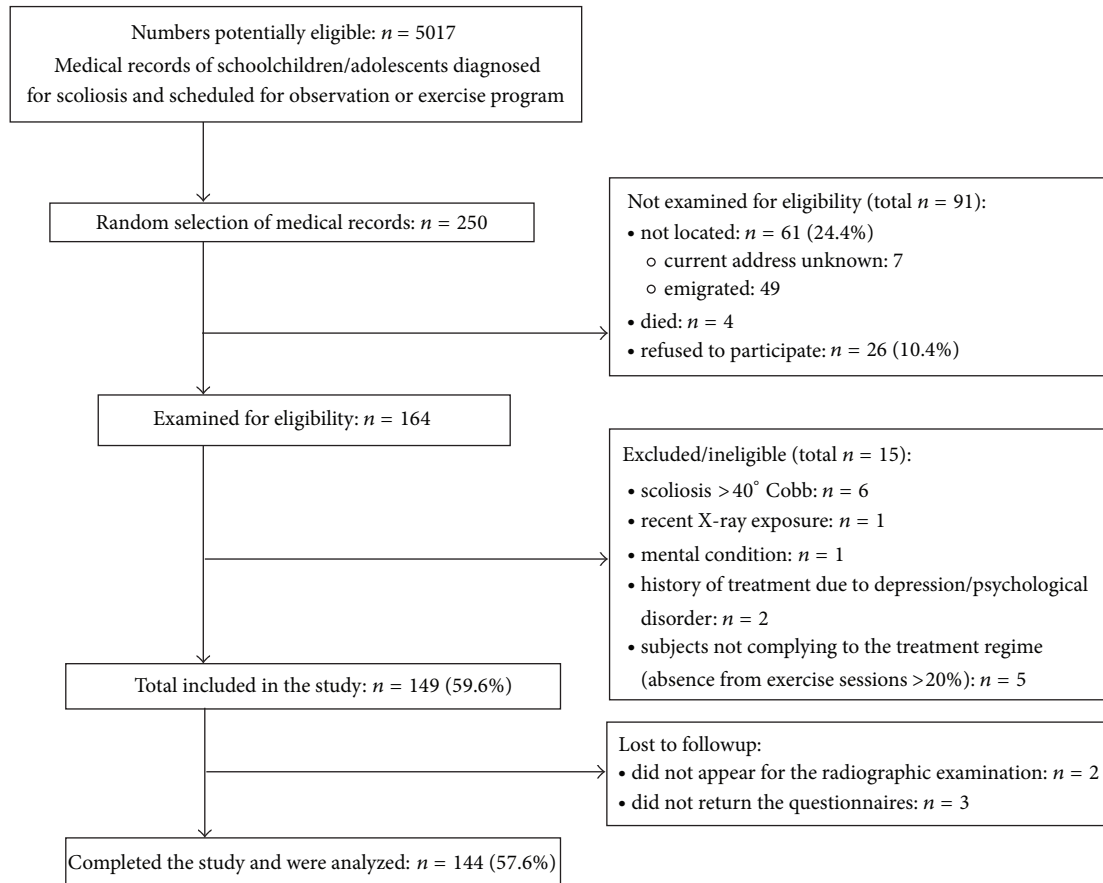 Numbers potentially eligible: n = 5017
Medical records of schoolchildren/adolescents diagnosed
for scoliosis and scheduled for observation or exercise program
Random selection of medical records: n = 250
Not examined for eligibility (total n = 91):
• not located: n = 61 (24.4%)
○ current address unknown: 7
○ emigrated: 49
• died: n = 4
• refused to participate: n = 26 (10.4%)
Examined for eligibility: n = 164
Excluded/ineligible (total n = 15):
• scoliosis >40° Cobb: n = 6
• recent X-ray exposure: n = 1
• mental condition: n = 1
• history of treatment due to depression/psychological
disorder: n = 2
• subjects not complying to the treatment regime
(absence from exercise sessions >20%): n = 5
Total included in the study: n = 149 (59.6%)
Lost to followup:
• did not appear for the radiographic examination: n = 2
• did not return the questionnaires: n = 3
Completed the study and were analyzed: n = 144 (57.6%)